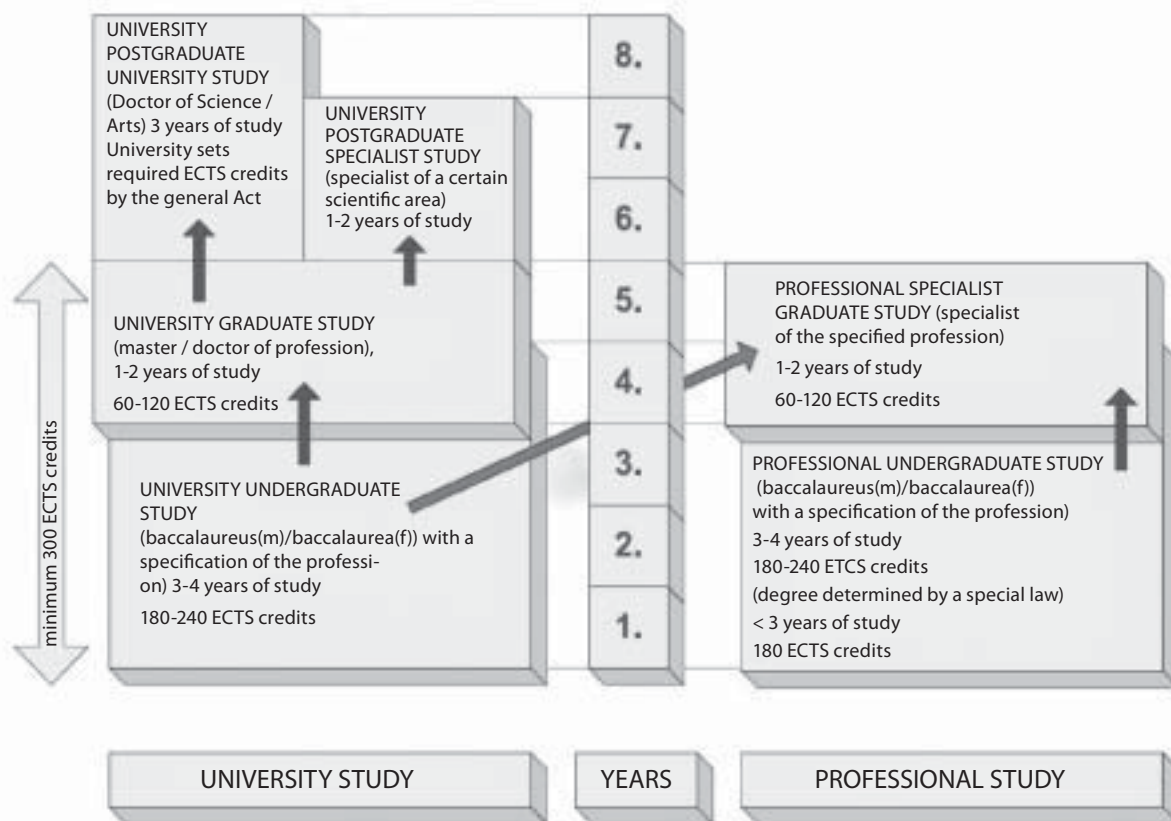 UNIVERSITY
POSTGRADUATE
UNIVERSITY STUDY
(Doctor of Science /
Arts) 3 years of study
University sets
required ECTS credits
by the general Act
UNIVERSITY
POSTGRADUATE
SPECIALIST STUDY
(specialist of a certain
scientific area)
1-2 years of study
8.
7.
6.
5.
4.
3.
2.
1.
minimum 300 ECTS credits
UNIVERSITY GRADUATE STUDY
(master / doctor of profession),
1-2 years of study
60-120 ECTS credits
PROFESSIONAL SPECIALIST
GRADUATE STUDY (specialist
of the specified profession)
1-2 years of study
60-120 ECTS credits
UNIVERSITY UNDERGRADUATE
STUDY
(baccalaureus(m)/baccalaurea(f)) with a
specification of the professi-
on) 3-4 years of study
180-240 ECTS credits
PROFESSIONAL UNDERGRADUATE STUDY
(baccalaureus(m)/baccalaurea(f))
with a specification of the profession)
3-4 years of study
180-240 ETCS credits
(degree determined by a special law)
< 3 years of study
180 ECTS credits
UNIVERSITY STUDY
YEARS
PROFESSIONAL STUDY